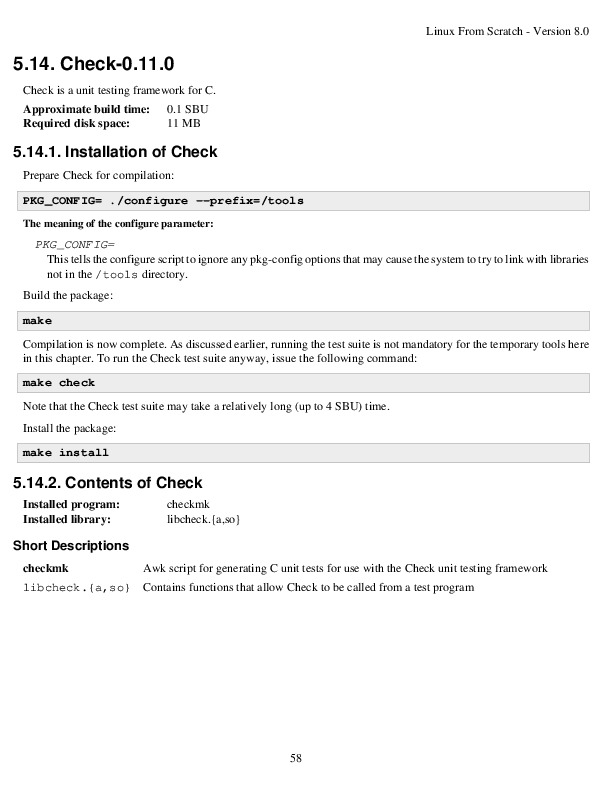 Linux From Scratch - Version 8.0
5.14. Check-0.11.0
Check is a unit testing framework for C.
Approximate build time: 0.1 SBU
Required disk space: 11 MB
5.14.1. Installation of Check
Prepare Check for compilation:
PKG_CONFIG= ./configure --prefix=/tools
The meaning of the configure parameter:
PKG_CONFIG=
This tells the configure script to ignore any pkg-config options that may cause the system to try to link with libraries
not in the /tools directory.
Build the package:
make
Compilation is now complete. As discussed earlier, running the test suite is not mandatory for the temporary tools here
in this chapter. To run the Check test suite anyway, issue the following command:
make check
Note that the Check test suite may take a relatively long (up to 4 SBU) time.
Install the package:
make install
5.14.2. Contents of Check
Installed program: checkmk
Installed library: libcheck.{a,so}
Short Descriptions
checkmk Awk script for generating C unit tests for use with the Check unit testing framework
libcheck.{a,so} Contains functions that allow Check to be called from a test program
58